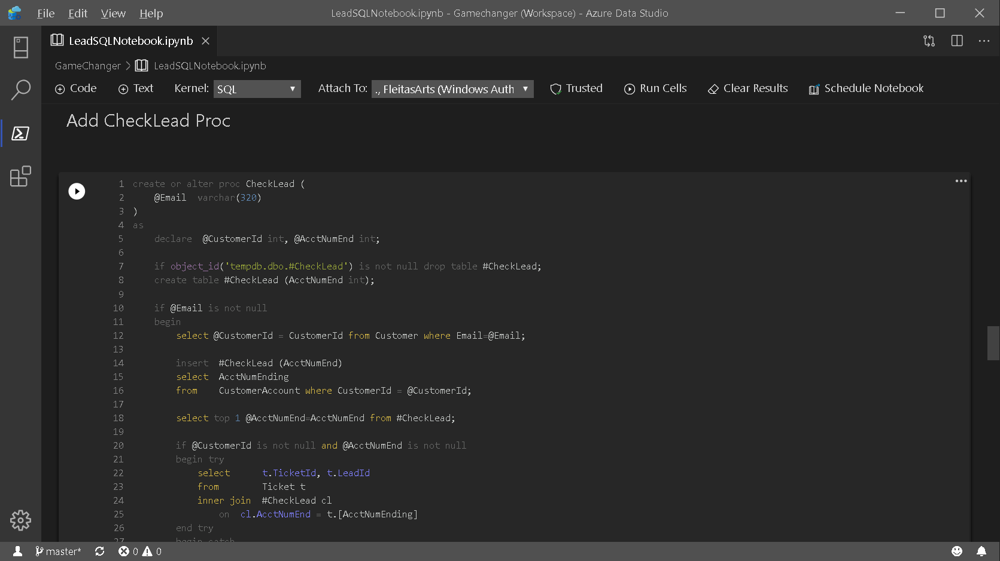 File Edit View Help LeadSQLNotebook.ipynb - Gamechanger (Workspace) - Azure Data Studio
LeadSQLNotebook.ipynb
GameChanger > LeadSQLNotebook.ipynb
Code Text Kernel: SQL Attach To: ., FleitasArts (Windows Auth Trusted Run Cells Clear Results Schedule Notebook
Add CheckLead Proc
1 create or alter proc CheckLead (
2 @Email varchar(320)
3 )
4 as
5 declare @CustomerId int, @AcctNumEnd int;
6
7 if object_id('tempdb.dbo.#CheckLead') is not null drop table #CheckLead;
8 create table #CheckLead (AcctNumEnd int);
9
10 if @Email is not null
11 begin
12 select @CustomerId = CustomerId from Customer where Email=@Email;
13
14 insert #CheckLead (AcctNumEnd)
15 select AcctNumEnding
16 from CustomerAccount where CustomerId = @CustomerId;
17
18 select top 1 @AcctNumEnd=AcctNumEnd from #CheckLead;
19
20 if @CustomerId is not null and @AcctNumEnd is not null
21 begin try
22 select t.TicketId, t.LeadId
23 from Ticket t
24 inner join #CheckLead cl
25 on cl.AcctNumEnd = t.[AcctNumEnding]
26 end try
27 begin catch
master* 0 0